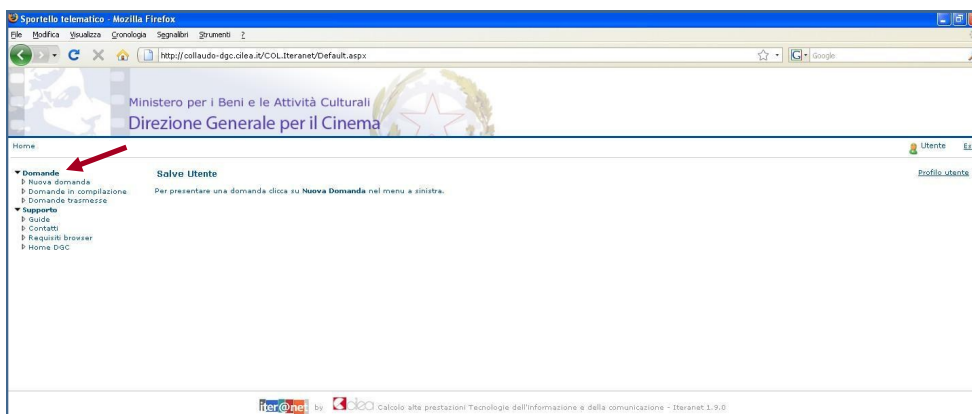 Sportello telematico - Mozilla Firefox
File Modifica Visualizza Cronologia Segnalibri Strumenti ?
http://collaudo-dgc.cilea.it/COL.Iteranet/Default.aspx
G Google
Ministero per i Beni e le Attività Culturali
Direzione Generale per il Cinema
Home
Utente
Domande
Nuova domanda
Domande in compilazione
Domande trasmesse
Supporto
Guide
Contatti
Requisiti browser
Home DGC
Salve Utente
Profilo utente
Per presentare una domanda clicca su Nuova Domanda nel menu a sinistra.
iter@net by cilea Calcolo alte prestazioni Tecnologie dell'informazione e della comunicazione - Iteranet 1.9.0